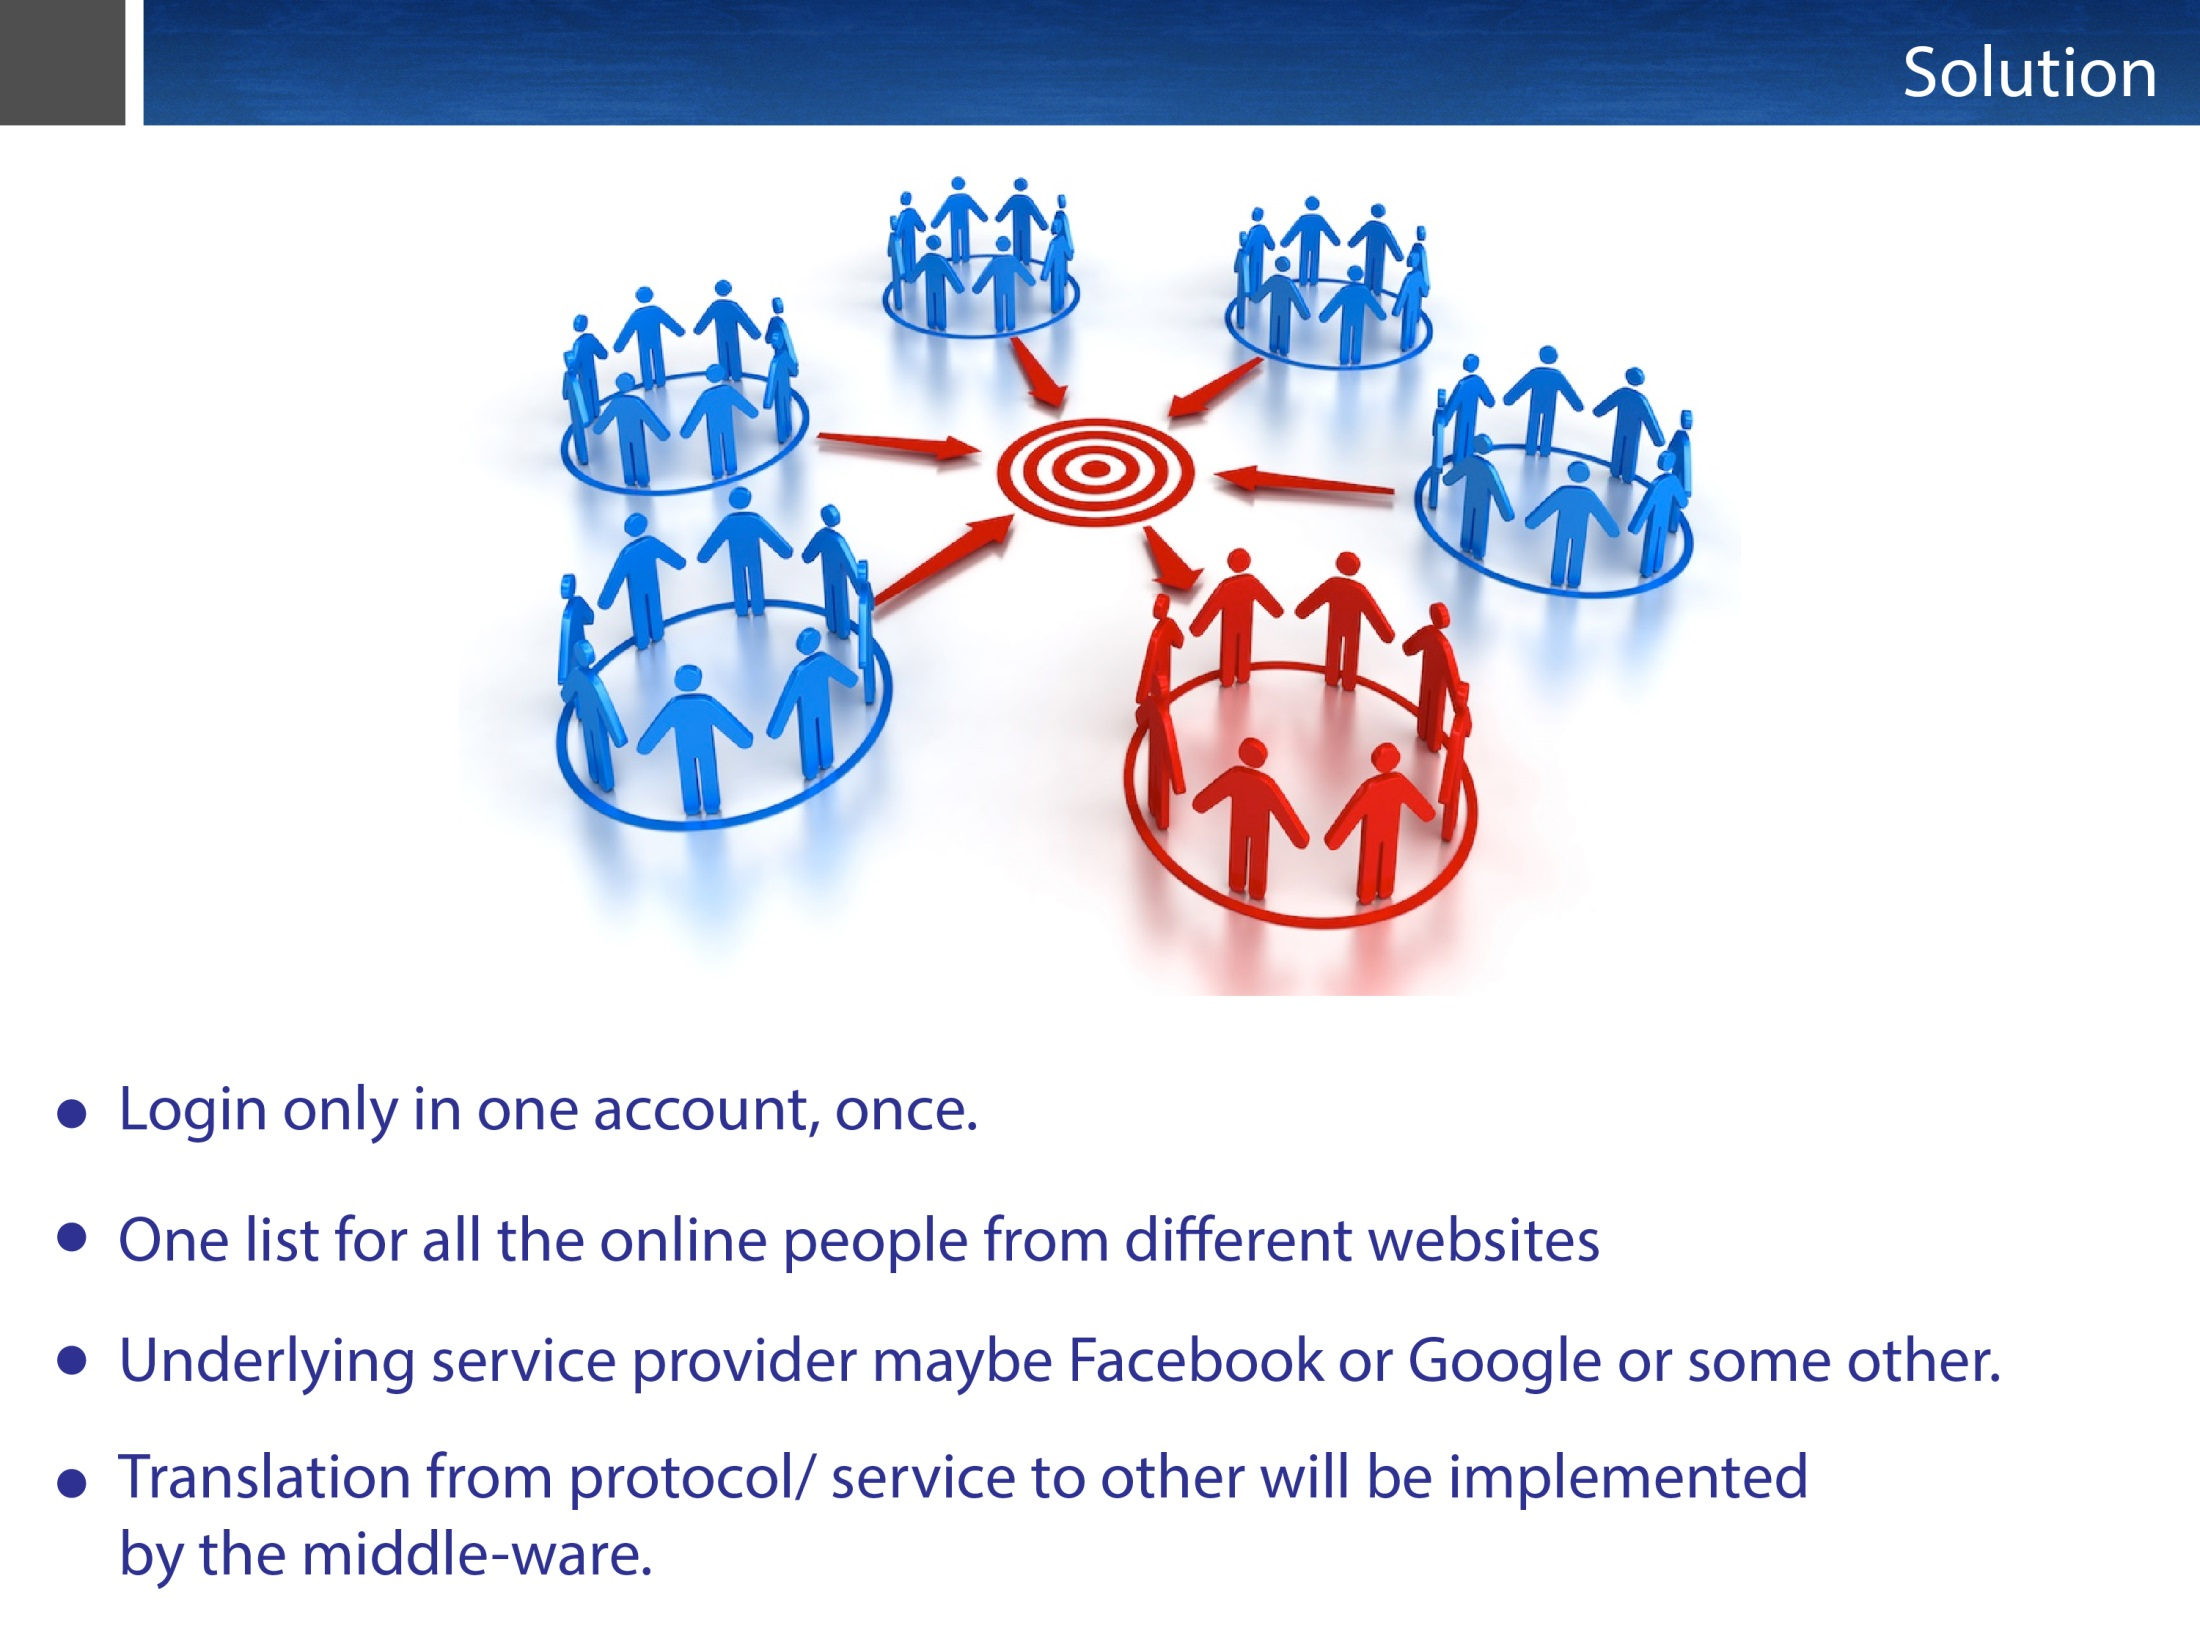 Solution
Login only in one account, once.
One list for all the online people from different websites
Underlying service provider maybe Facebook or Google or some other.
Translation from protocol/ service to other will be implemented
by the middle-ware.